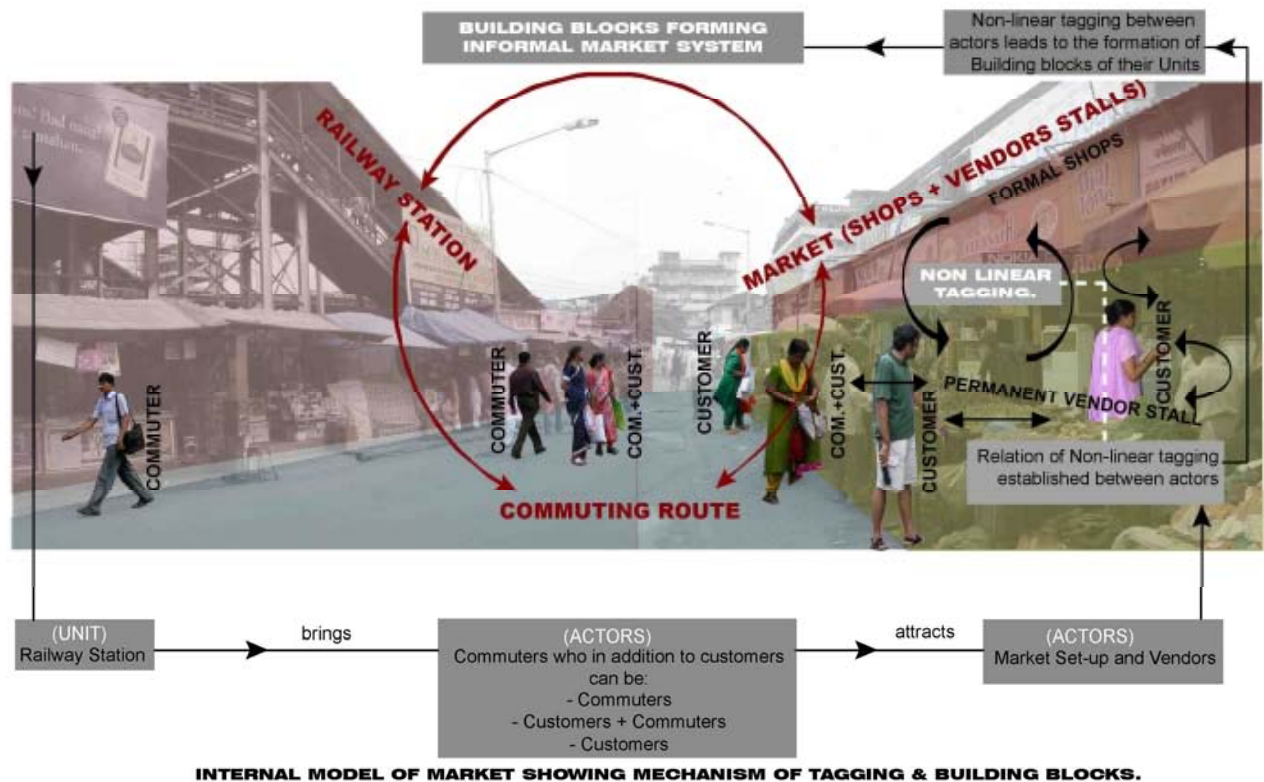 BUILDING BLOCKS FORMING
INFORMAL MARKET SYSTEM
Non-linear tagging between
actors leads to the formation of
Building blocks of their Units
RAILWAY STATION
MARKET (SHOPS + VENDORS STALLS)
FORMAL SHOPS
NOKIA
NON LINEAR
TAGGING.
COMMUTER
COMMUTER
COM.+CUST.
CUSTOMER
COM.+CUST.
CUSTOMER
CUSTOMER
PERMANENT VENDOR STALL
Relation of Non-linear tagging
established between actors
COMMUTING ROUTE
(UNIT)
Railway Station
brings
(ACTORS)
Commuters who in addition to customers
can be:
- Commuters
- Customers + Commuters
- Customers
attracts
(ACTORS)
Market Set-up and Vendors
INTERNAL MODEL OF MARKET SHOWING MECHANISM OF TAGGING & BUILDING BLOCKS.